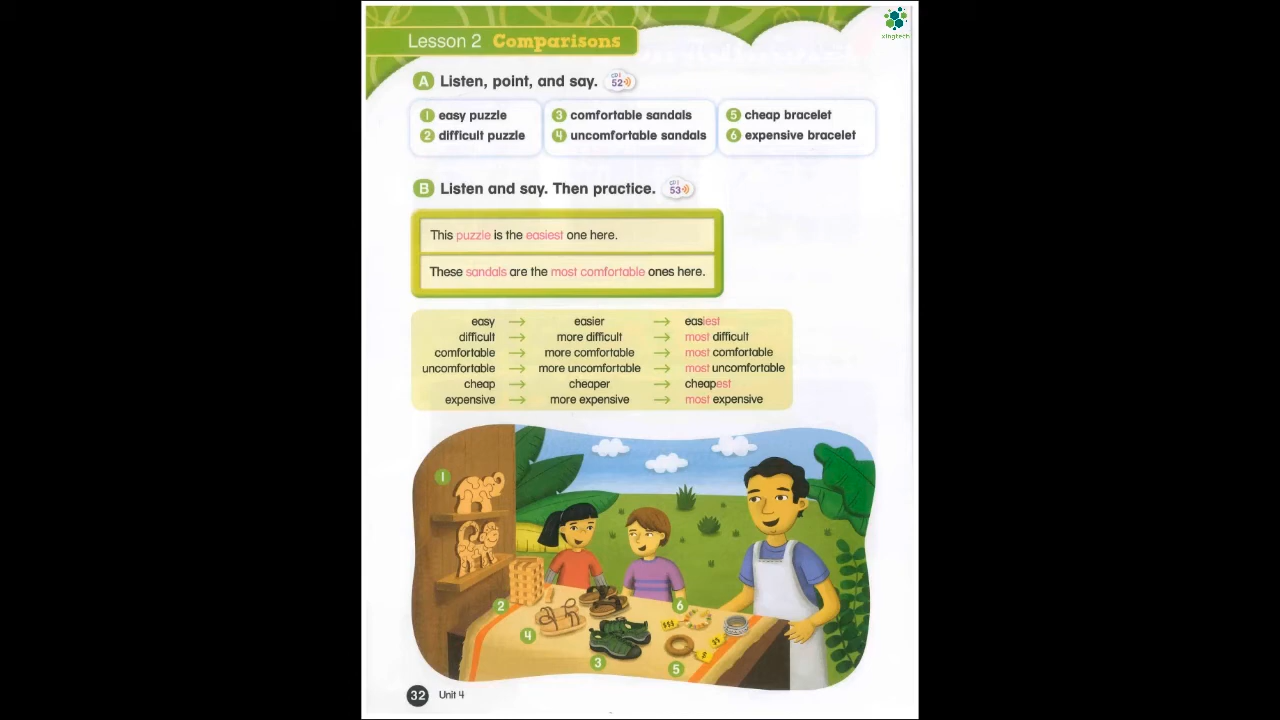 xingtech
Lesson 2 Comparisons
A Listen, point, and say. CD1 52
1 easy puzzle
2 difficult puzzle
3 comfortable sandals
4 uncomfortable sandals
5 cheap bracelet
6 expensive bracelet
B Listen and say. Then practice. CD1 53
This puzzle is the easiest one here.
These sandals are the most comfortable ones here.
easy → easier → easiest
difficult → more difficult → most difficult
comfortable → more comfortable → most comfortable
uncomfortable → more uncomfortable → most uncomfortable
cheap → cheaper → cheapest
expensive → more expensive → most expensive
1
2
6
$$$
4
$$
3
5
$
32 Unit 4